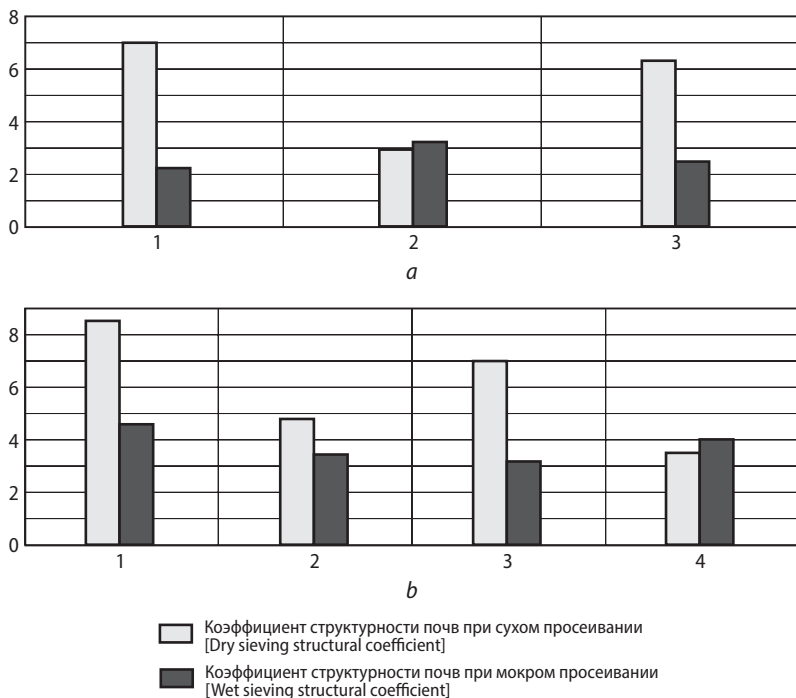 8
6
4
2
0
1 2 3
a
8
6
4
2
0
1 2 3 4
b
Коэффициент структурности почв при сухом просеивании
[Dry sieving structural coefficient]
Коэффициент структурности почв при мокром просеивании
[Wet sieving structural coefficient]